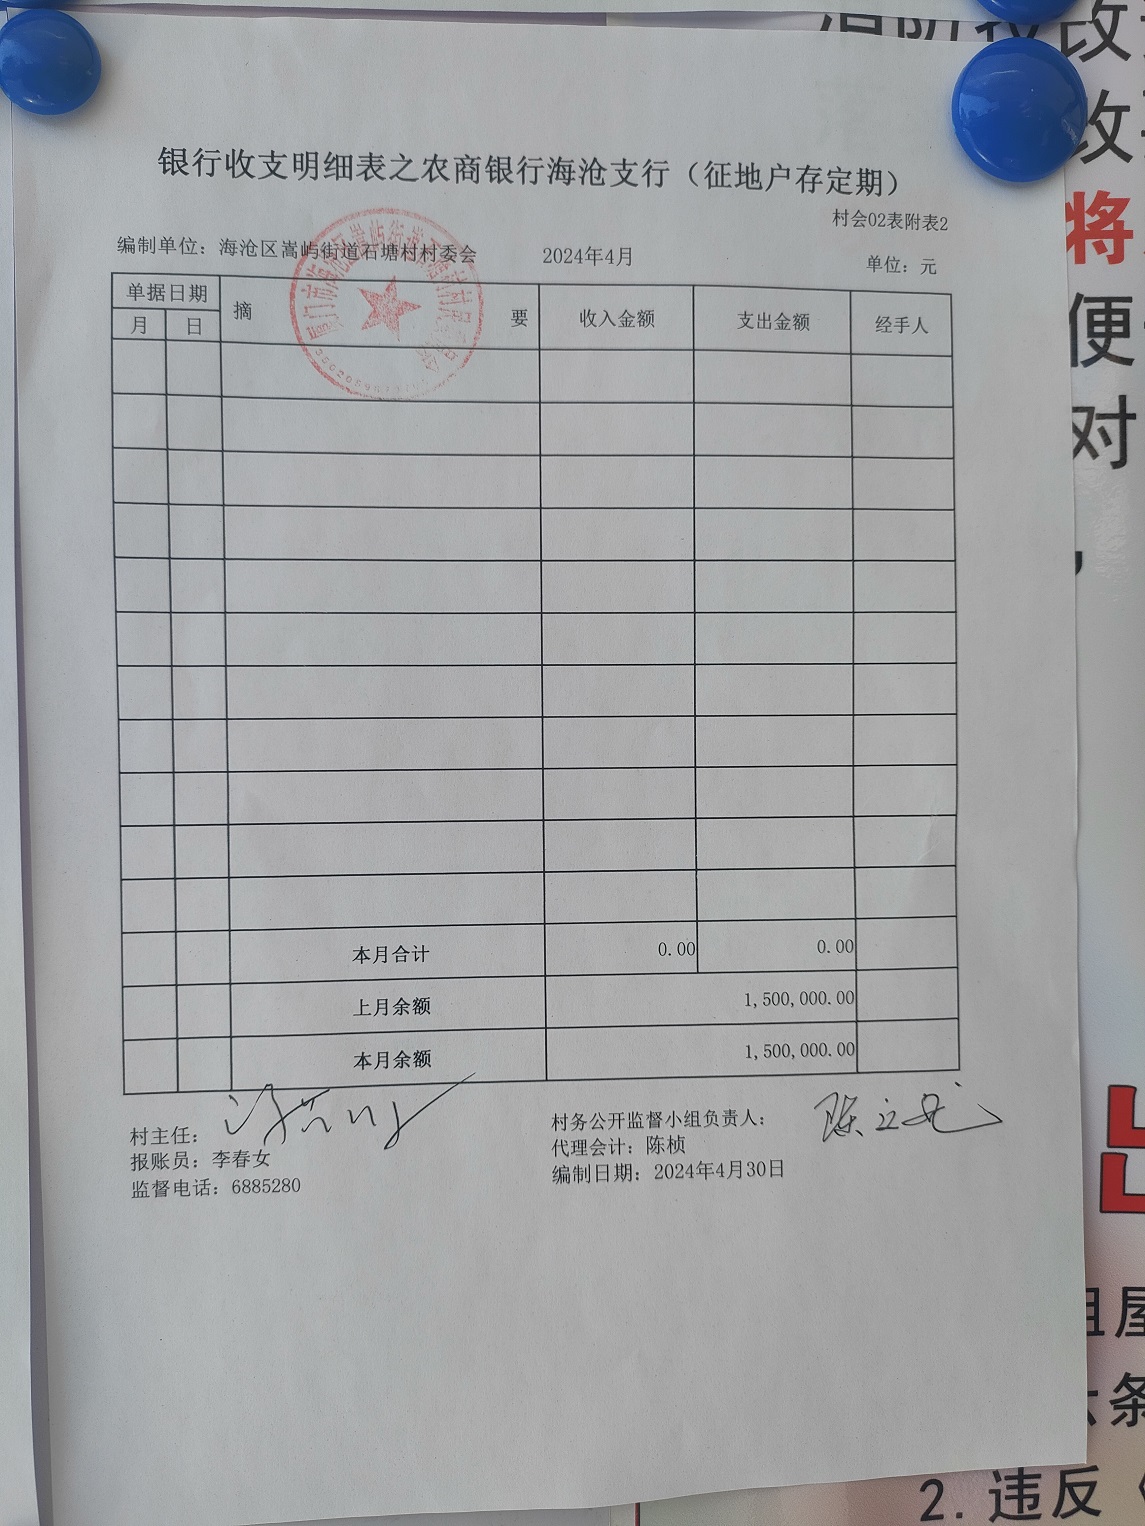 银行收支明细表之农商银行海沧支行（征地户存定期）
村会02表附表2
编制单位：海沧区嵩屿街道石塘村村委会 2024年4月 单位：元
单据日期 摘 要 收入金额 支出金额 经手人
月 日
本月合计 0.00 0.00
上月余额 1,500,000.00
本月余额 1,500,000.00
村主任： 村务公开监督小组负责人：
报账员：李春女 代理会计：陈桢
监督电话：6885280 编制日期：2024年4月30日
改
改
将
便
对
，
租屋
条
2.违反